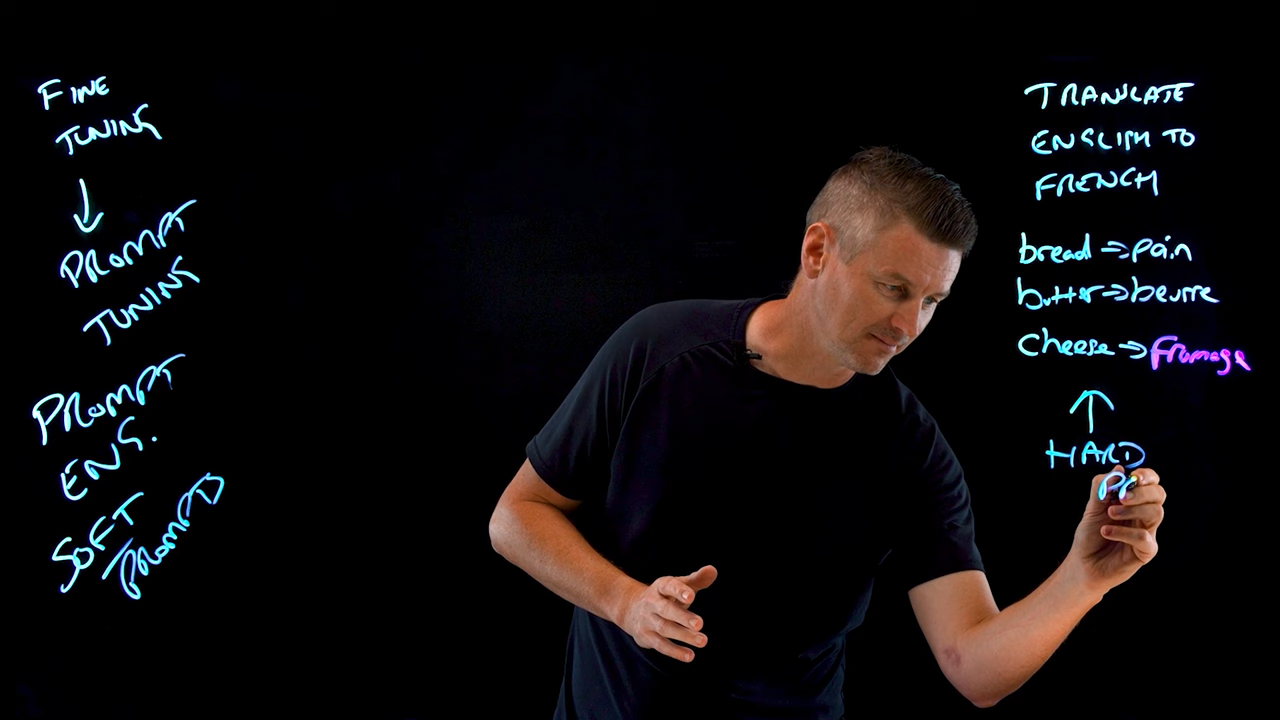 FINE
TUNING
↓
PROMPT
TUNING
PROMPT
ENG.
SOFT
PROMPTS
TRANSLATE
ENGLISH TO
FRENCH
bread → pain
butter → beurre
cheese → fromage
↑
HARD
PR